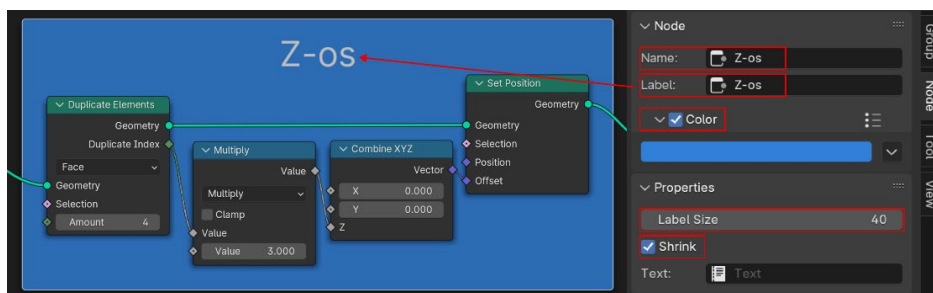 Z-os
Duplicate Elements
Geometry
Duplicate Index
Face
Geometry
Selection
Amount 4
Multiply
Value
Multiply
Clamp
Value
Value 3.000
Combine XYZ
Vector
X 0.000
Y 0.000
Z
Set Position
Geometry
Geometry
Selection
Position
Offset
Node
Name: Z-os
Label: Z-os
Color
Properties
Label Size 40
Shrink
Text: Text
Group
Node
Tool
View